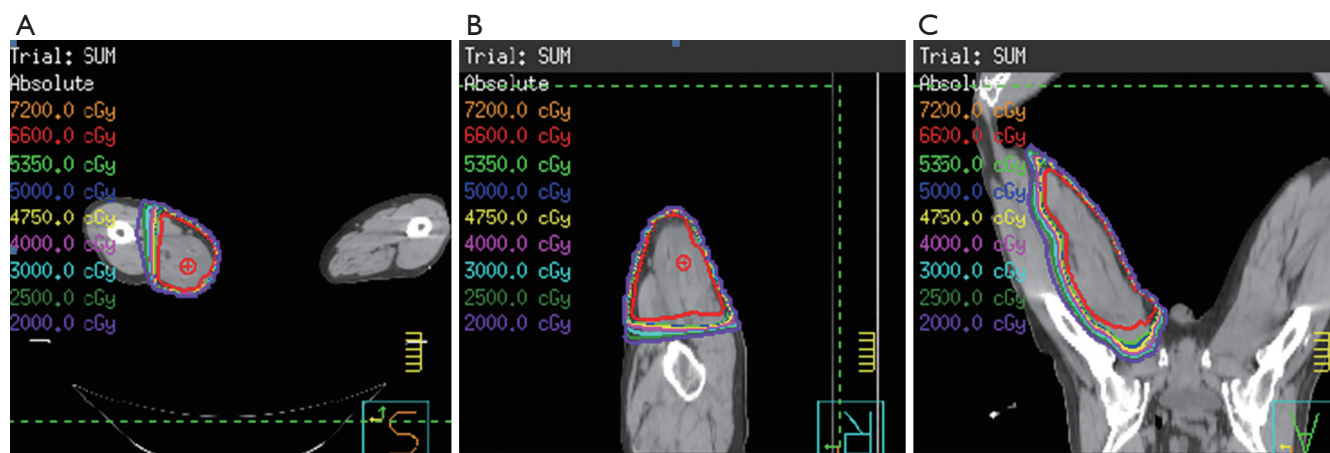 A
B
C
Trial: SUM
Absolute
7200.0 cGy
6600.0 cGy
5350.0 cGy
5000.0 cGy
4750.0 cGy
4000.0 cGy
3000.0 cGy
2500.0 cGy
2000.0 cGy
S
Trial: SUM
Absolute
7200.0 cGy
6600.0 cGy
5350.0 cGy
5000.0 cGy
4750.0 cGy
4000.0 cGy
3000.0 cGy
2500.0 cGy
2000.0 cGy
R
Trial: SUM
Absolute
7200.0 cGy
6600.0 cGy
5350.0 cGy
5000.0 cGy
4750.0 cGy
4000.0 cGy
3000.0 cGy
2500.0 cGy
2000.0 cGy
A